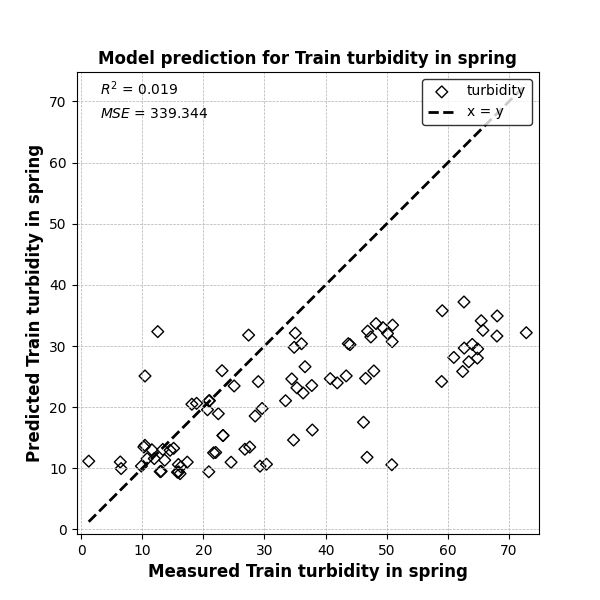 Model prediction for Train turbidity in spring
R² = 0.019
MSE = 339.344
turbidity
x = y
Predicted Train turbidity in spring
70
60
50
40
30
20
10
0
0 10 20 30 40 50 60 70
Measured Train turbidity in spring